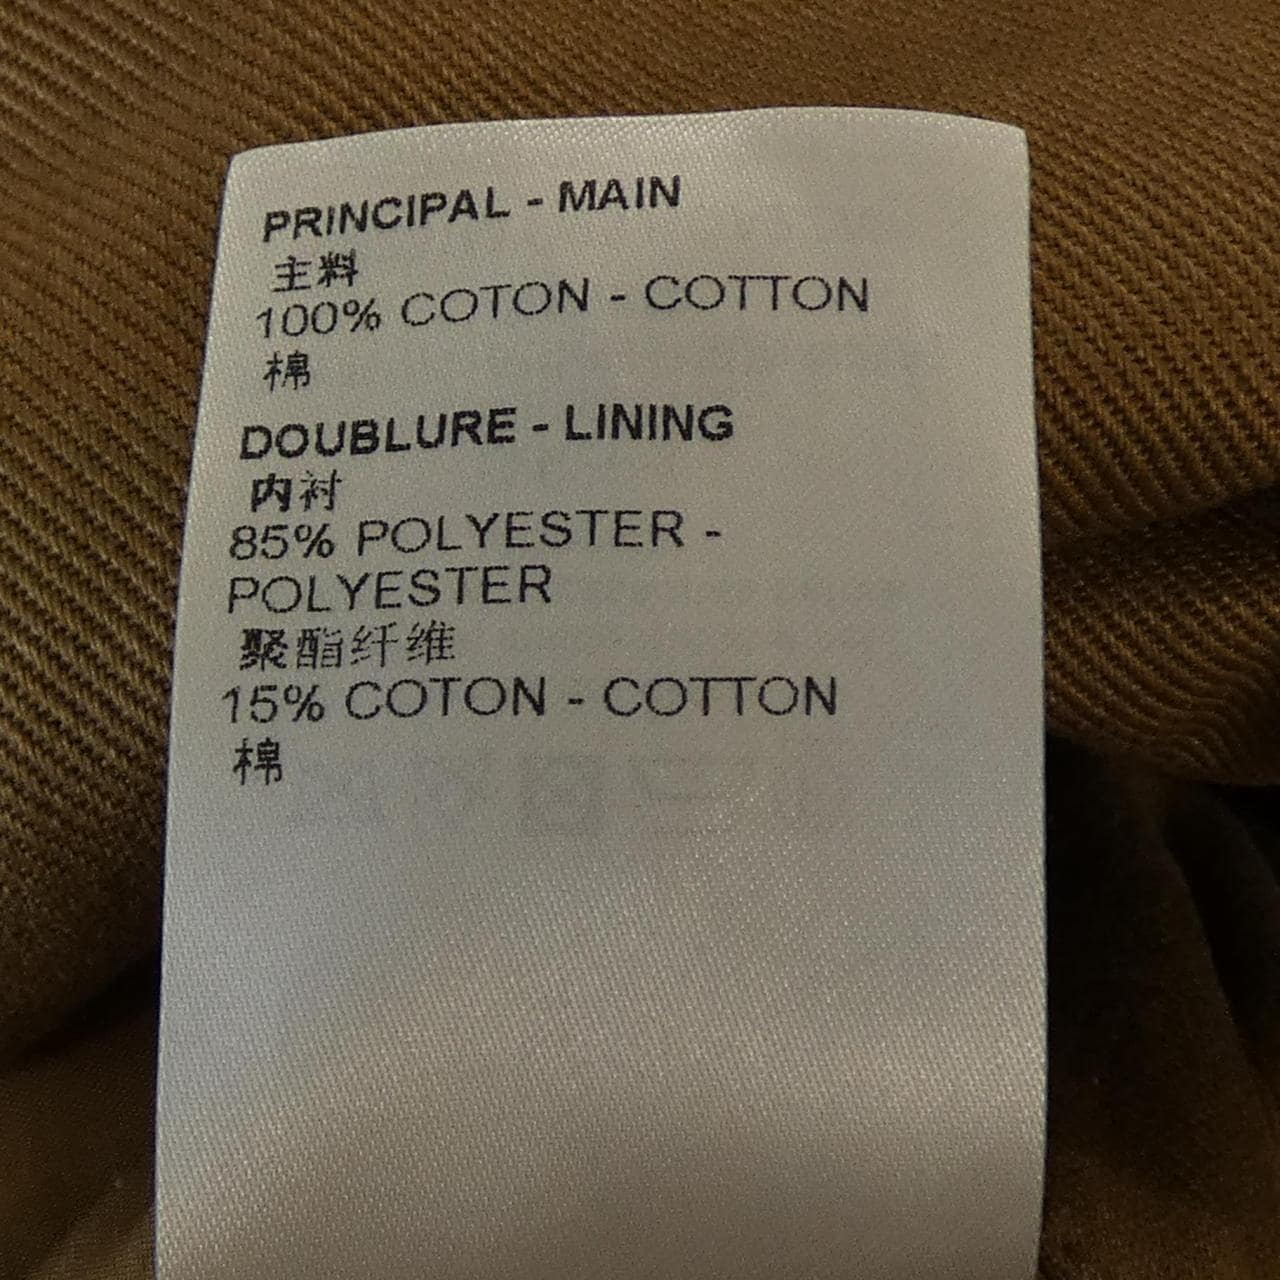 PRINCIPAL - MAIN
主料
100% COTON - COTTON
棉
DOUBLURE - LINING
内衬
85% POLYESTER -
POLYESTER
聚酯纤维
15% COTON - COTTON
棉